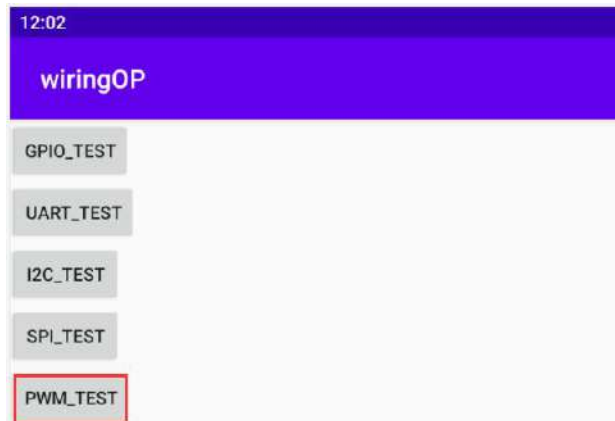 12:02
wiringOP
GPIO_TEST
UART_TEST
I2C_TEST
SPI_TEST
PWM_TEST